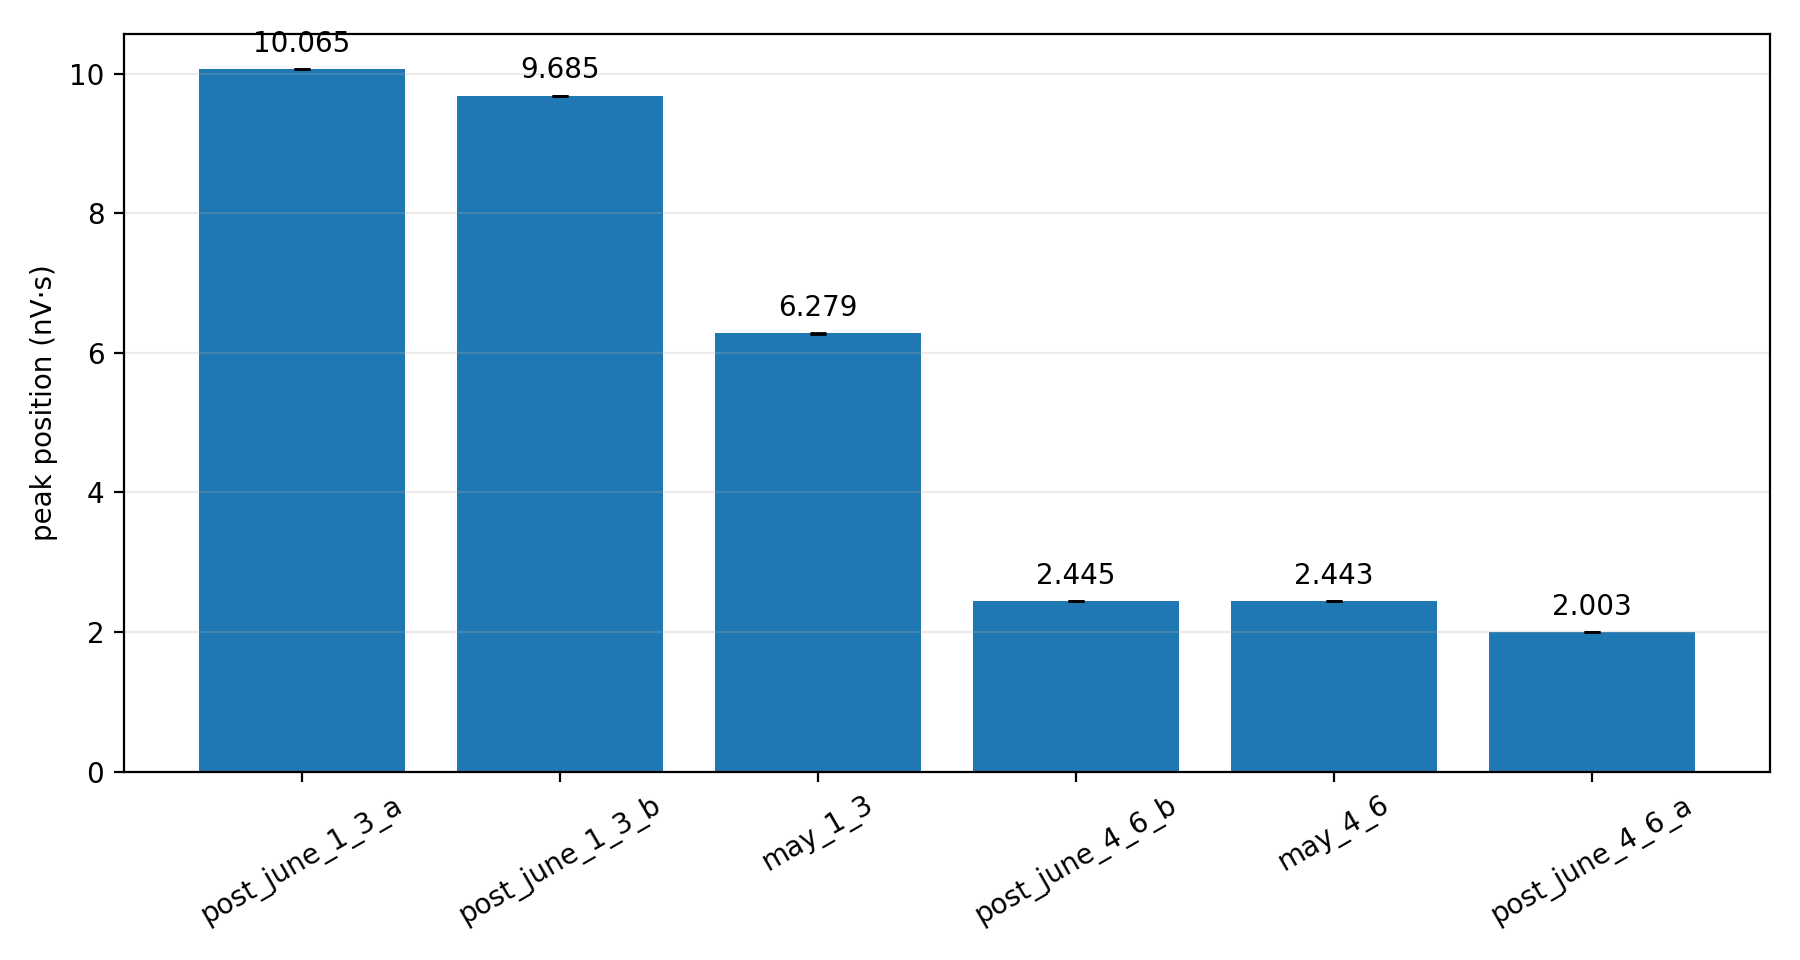 10.065
9.685
6.279
2.445
2.443
2.003
peak position (nV·s)
10
8
6
4
2
0
post_june_1_3_a
post_june_1_3_b
may_1_3
post_june_4_6_b
may_4_6
post_june_4_6_a